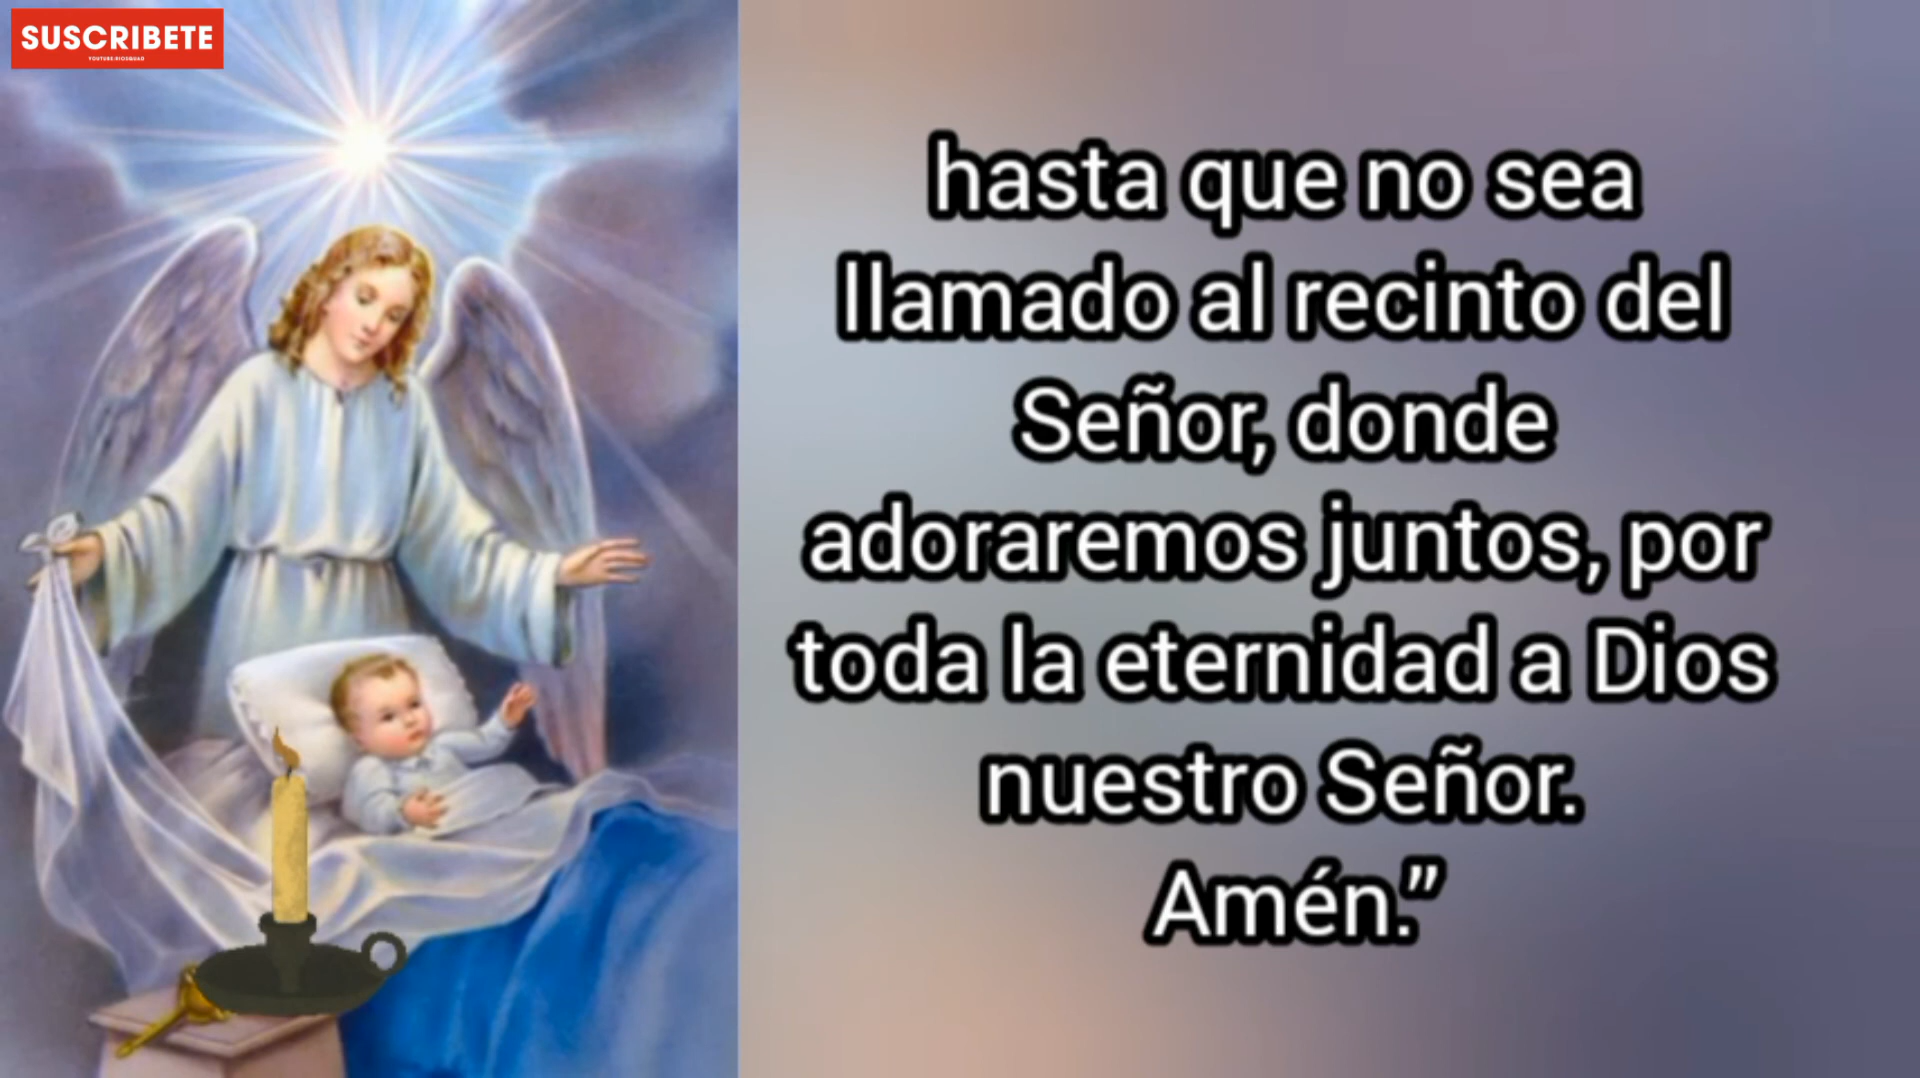 SUSCRIBETE
hasta que no sea
llamado al recinto del
Señor, donde
adoraremos juntos, por
toda la eternidad a Dios
nuestro Señor.
Amén.”